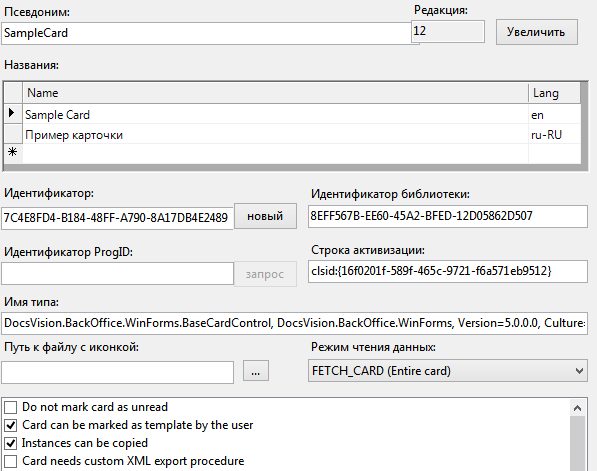 Псевдоним:
Редакция:
SampleCard
12
Увеличить
Названия:
Name Lang
Sample Card en
Пример карточки ru-RU
Идентификатор:
Идентификатор библиотеки:
7C4E8FD4-B184-48FF-A790-8A17DB4E2489
новый
8EFF567B-EE60-45A2-BFED-12D05862D507
Идентификатор ProgID:
Строка активизации:
запрос
clsid:{16f0201f-589f-465c-9721-f6a571eb9512}
Имя типа:
DocsVision.BackOffice.WinForms.BaseCardControl, DocsVision.BackOffice.WinForms, Version=5.0.0.0, Culture=
Путь к файлу с иконкой:
Режим чтения данных:
...
FETCH_CARD (Entire card)
Do not mark card as unread
Card can be marked as template by the user
Instances can be copied
Card needs custom XML export procedure